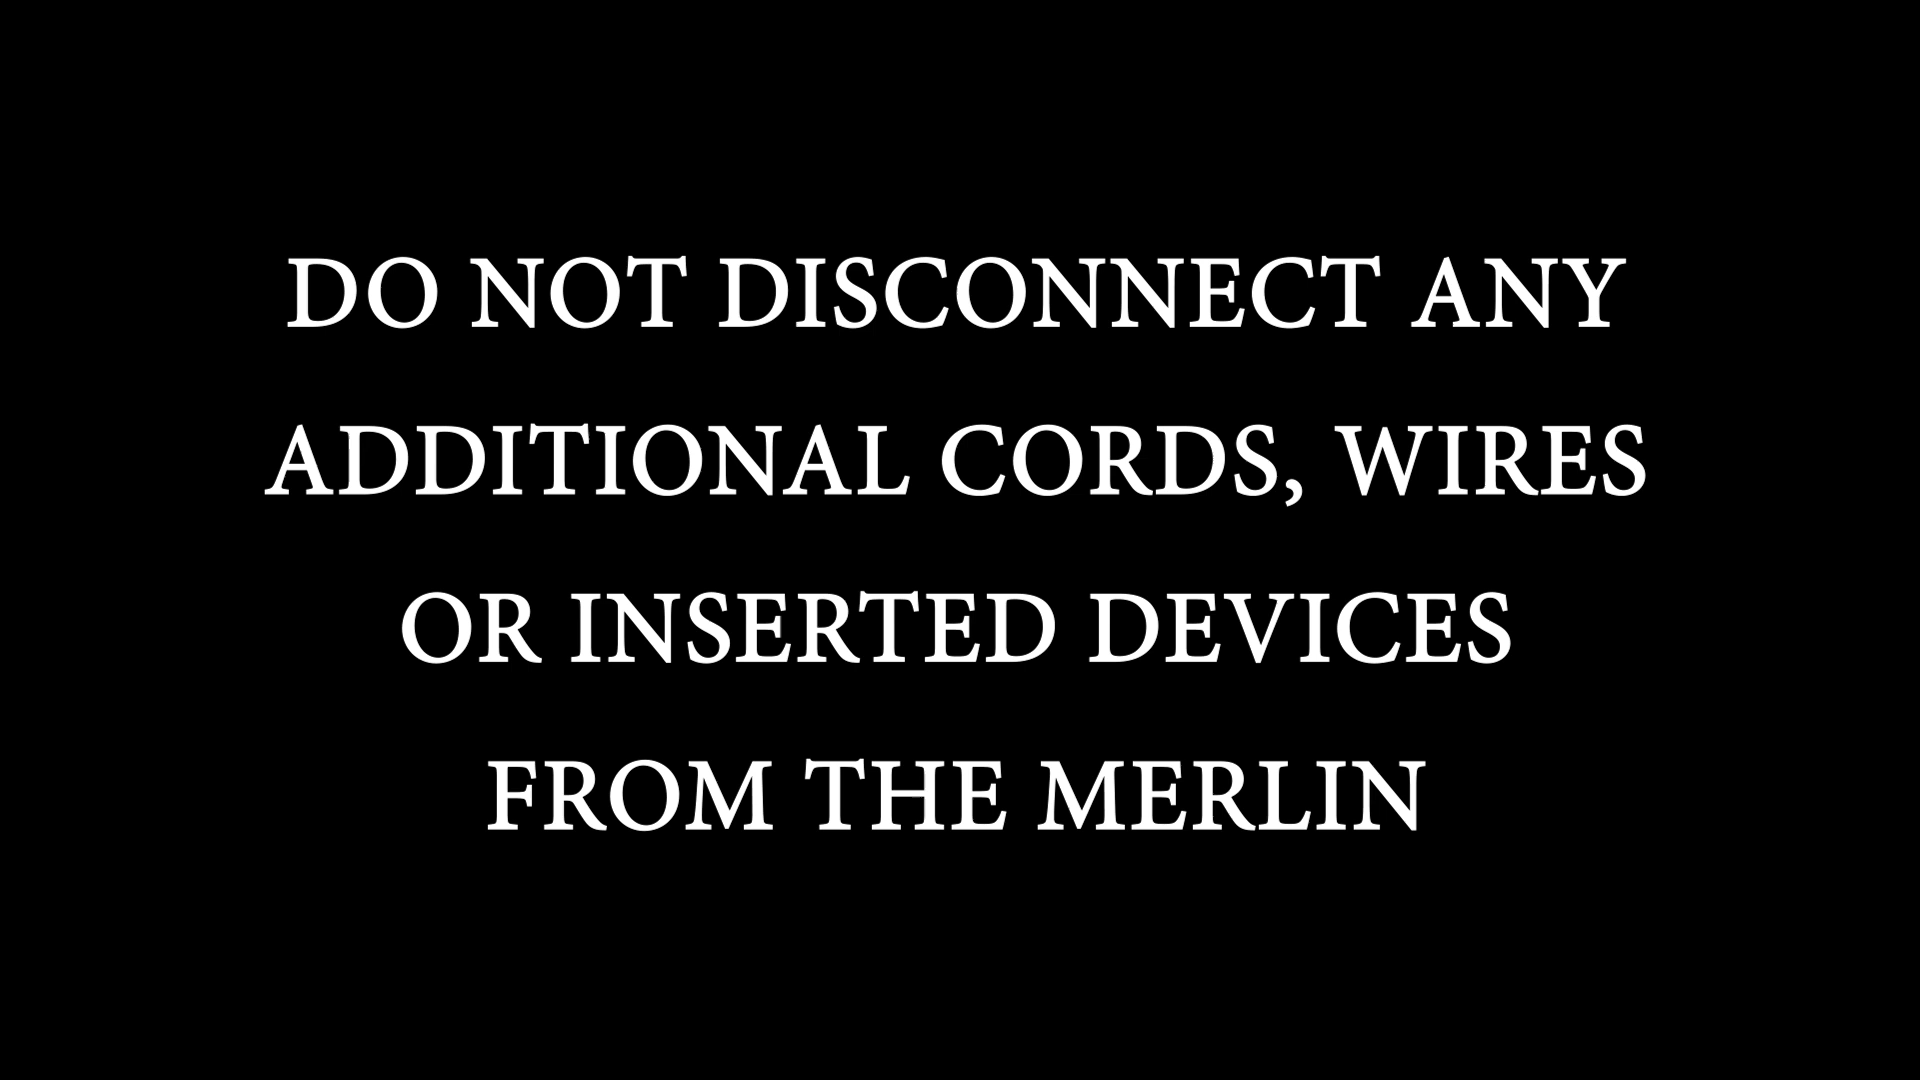 DO NOT DISCONNECT ANY
ADDITIONAL CORDS, WIRES
OR INSERTED DEVICES
FROM THE MERLIN